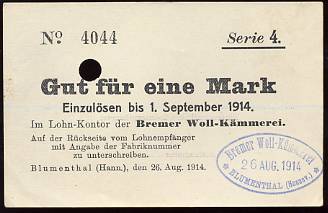 No. 4044 Serie 4.
Gut für eine Mark
Einzulösen bis 1. September 1914.
Im Lohn-Kontor der Bremer Woll-Kämmerei.
Auf der Rückseite vom Lohnempfänger
mit Angabe der Fabriknummer
zu unterschreiben.
Blumenthal (Hann.), den 26. Aug. 1914.
Bremer Woll-Kämmerei
26 AUG. 1914
BLUMENTHAL (Hannov.)